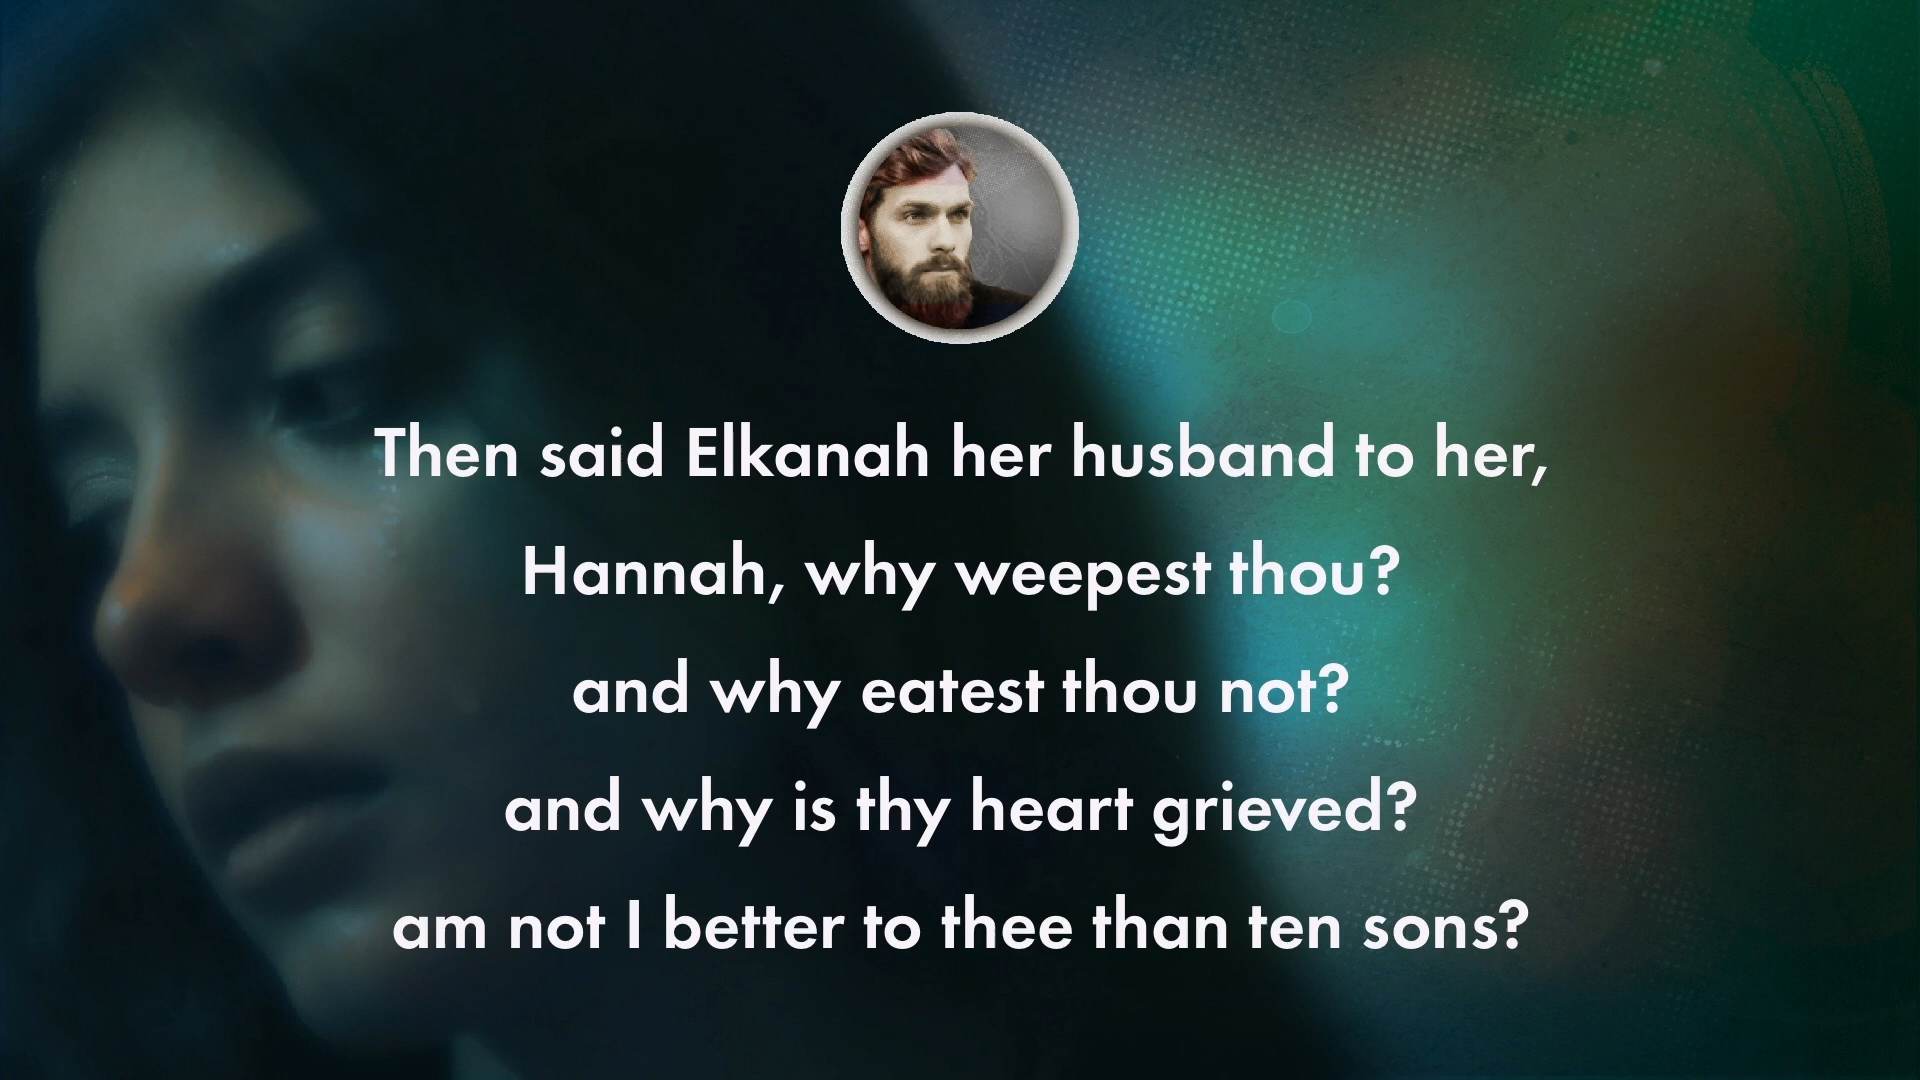 Then said Elkanah her husband to her,
Hannah, why weepest thou?
and why eatest thou not?
and why is thy heart grieved?
am not I better to thee than ten sons?